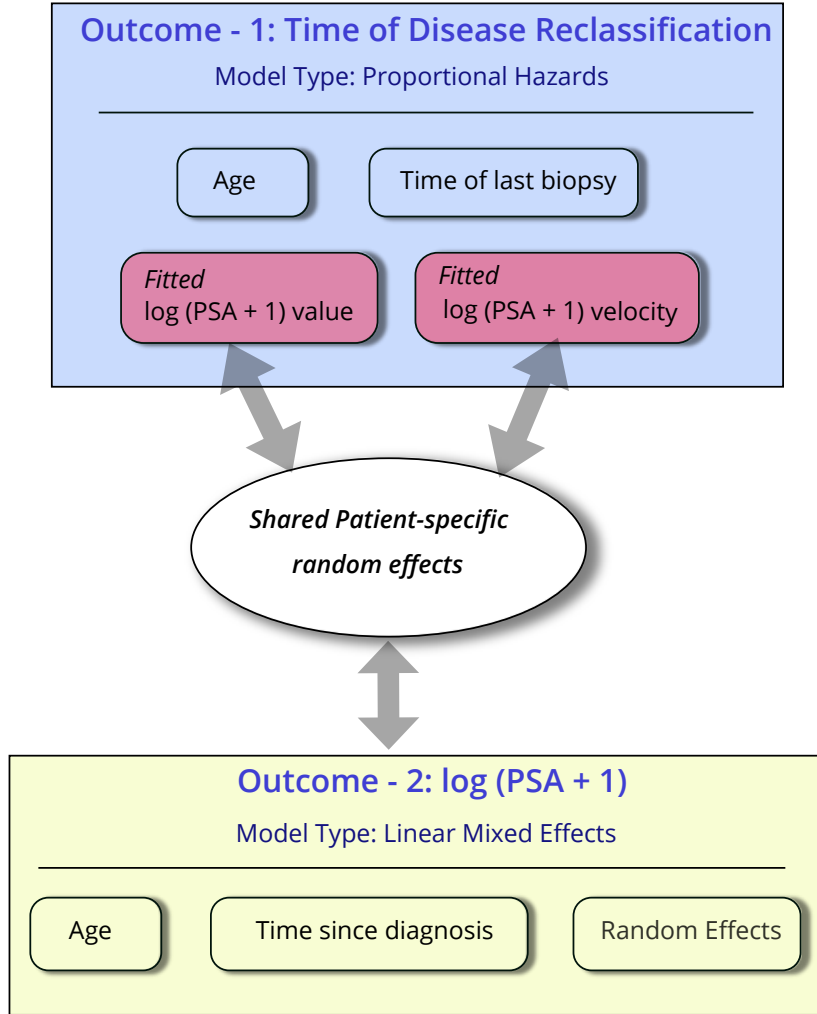 Outcome - 1: Time of Disease Reclassification
Model Type: Proportional Hazards
Age
Time of last biopsy
Fitted
log (PSA + 1) value
Fitted
log (PSA + 1) velocity
Shared Patient-specific
random effects
Outcome - 2: log (PSA + 1)
Model Type: Linear Mixed Effects
Age
Time since diagnosis
Random Effects